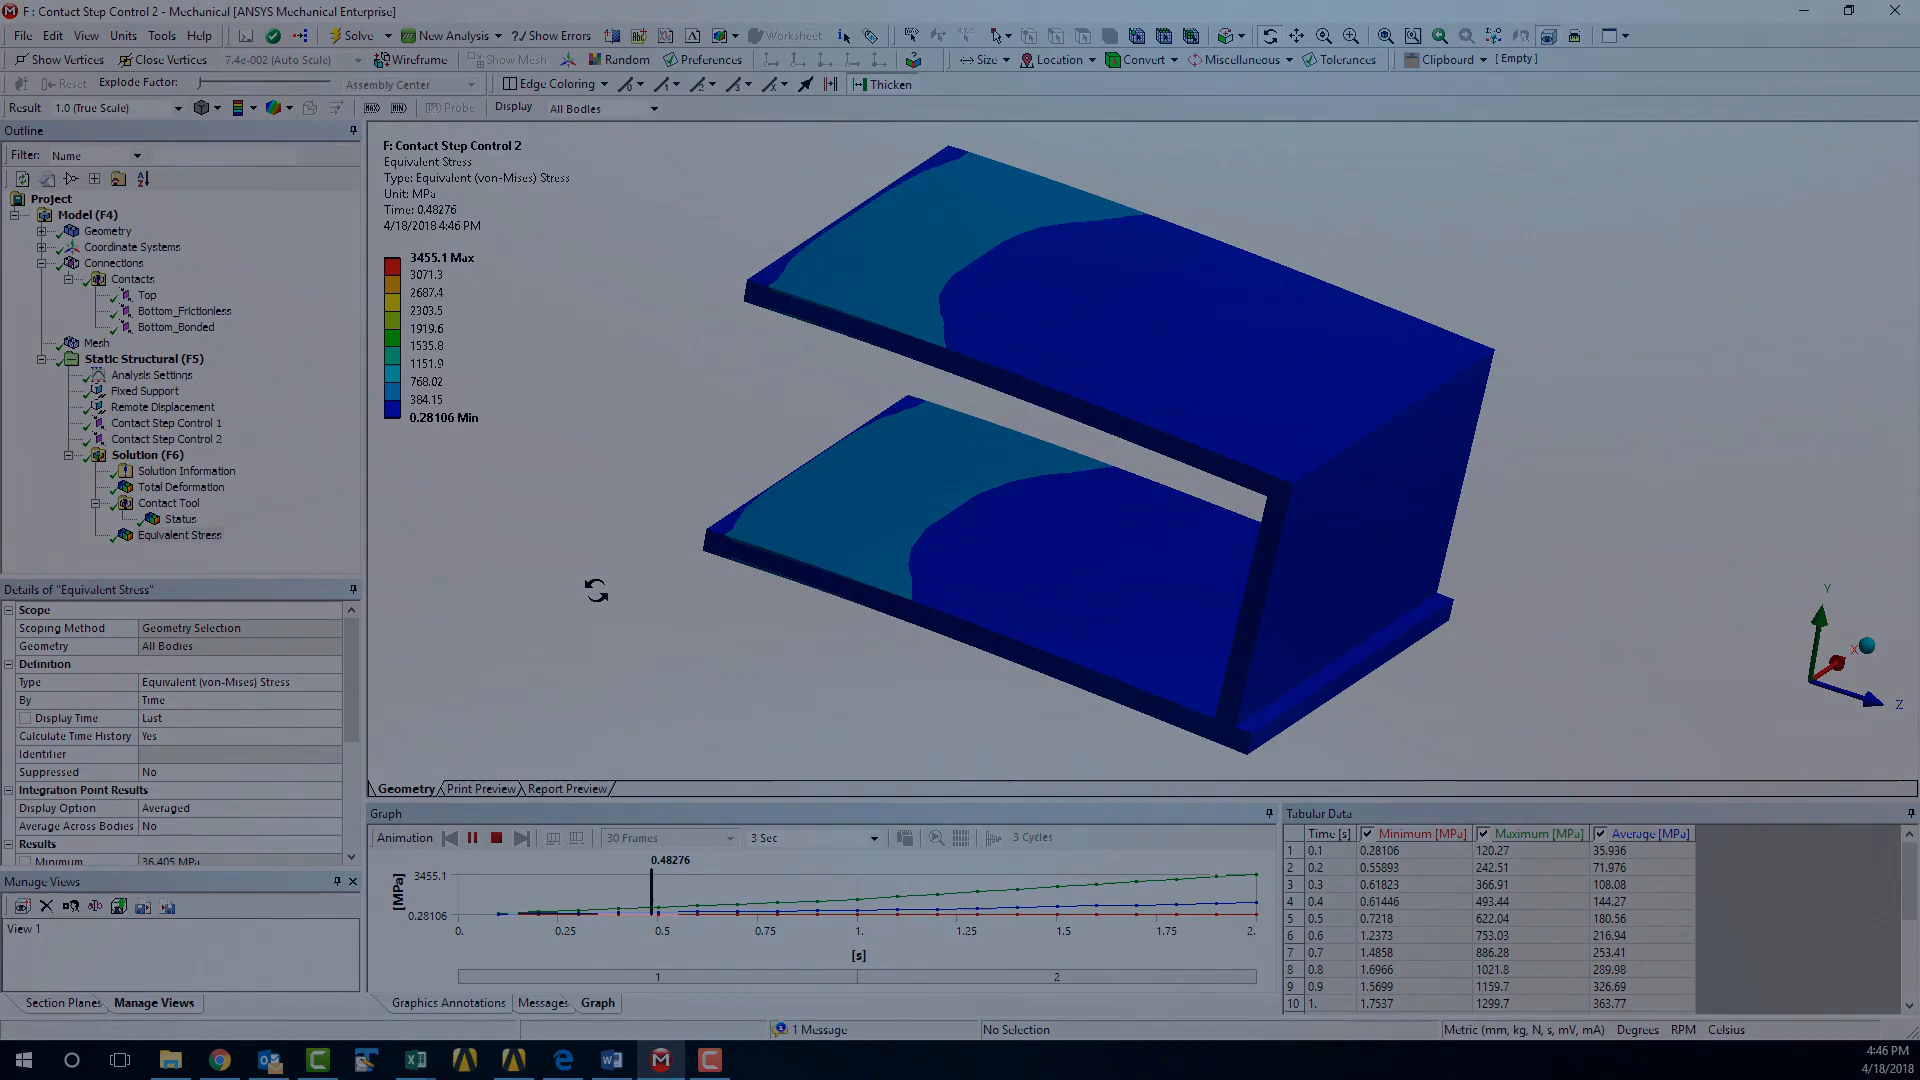 F : Contact Step Control 2 - Mechanical [ANSYS Mechanical Enterprise]
File Edit View Units Tools Help Solve New Analysis ?/ Show Errors Worksheet
Show Vertices Close Vertices 7.4e-002 (Auto Scale) Wireframe Show Mesh Random Preferences Size Location Convert Miscellaneous Tolerances Clipboard [ Empty ]
Reset Explode Factor: Assembly Center Edge Coloring Thicken
Result 1.0 (True Scale) MAX MIN Probe Display All Bodies
Outline
Filter: Name
Project
Model (F4)
Geometry
Coordinate Systems
Connections
Contacts
Top
Bottom_Frictionless
Bottom_Bonded
Mesh
Static Structural (F5)
Analysis Settings
Fixed Support
Remote Displacement
Contact Step Control 1
Contact Step Control 2
Solution (F6)
Solution Information
Total Deformation
Contact Tool
Status
Equivalent Stress
F: Contact Step Control 2
Equivalent Stress
Type: Equivalent (von-Mises) Stress
Unit: MPa
Time: 0.48276
4/18/2018 4:46 PM
3455.1 Max
3071.3
2687.4
2303.5
1919.6
1535.8
1151.9
768.02
384.15
0.28106 Min
Y
X
Z
Details of "Equivalent Stress"
Scope
Scoping Method Geometry Selection
Geometry All Bodies
Definition
Type Equivalent (von-Mises) Stress
By Time
Display Time Last
Calculate Time History Yes
Identifier
Suppressed No
Integration Point Results
Display Option Averaged
Average Across Bodies No
Results
Minimum 36.405 MPa
Manage Views
View 1
Section Planes Manage Views
Geometry Print Preview Report Preview
Graph
Animation 30 Frames 3 Sec 3 Cycles
0.48276
3455.1
[MPa]
0.28106
0. 0.25 0.5 0.75 1. 1.25 1.5 1.75 2.
[s]
1 2
Graphics Annotations Messages Graph
Tabular Data
Time [s] Minimum [MPa] Maximum [MPa] Average [MPa]
1 0.1 0.28106 120.27 35.936
2 0.2 0.55893 242.51 71.976
3 0.3 0.61823 366.91 108.08
4 0.4 0.61446 493.44 144.27
5 0.5 0.7218 622.04 180.56
6 0.6 1.2373 753.03 216.94
7 0.7 1.4858 886.28 253.41
8 0.8 1.6966 1021.8 289.98
9 0.9 1.5699 1159.7 326.69
10 1. 1.7537 1299.7 363.77
1 Message No Selection Metric (mm, kg, N, s, mV, mA) Degrees RPM Celsius
4:46 PM
4/18/2018